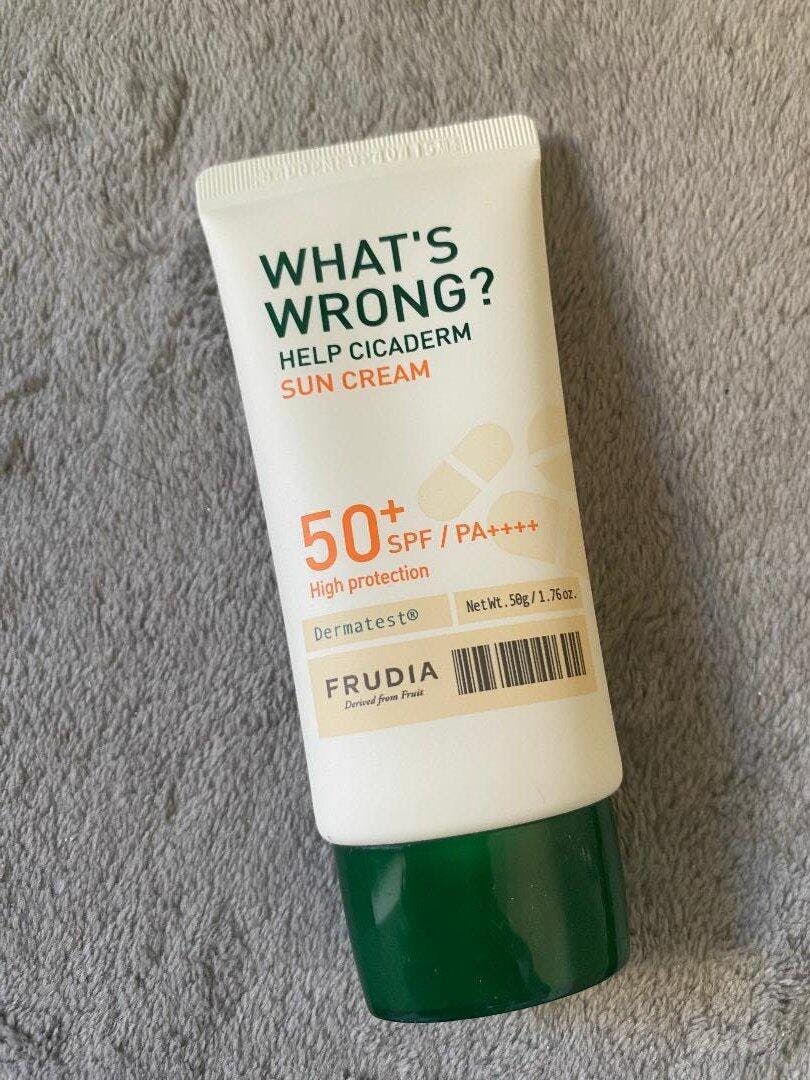 WHAT'S
WRONG?
HELP CICADERM
SUN CREAM
50+ SPF / PA++++
High protection
Dermatest®
Net Wt. 50g / 1.76 oz.
FRUDIA
Derived from Fruit